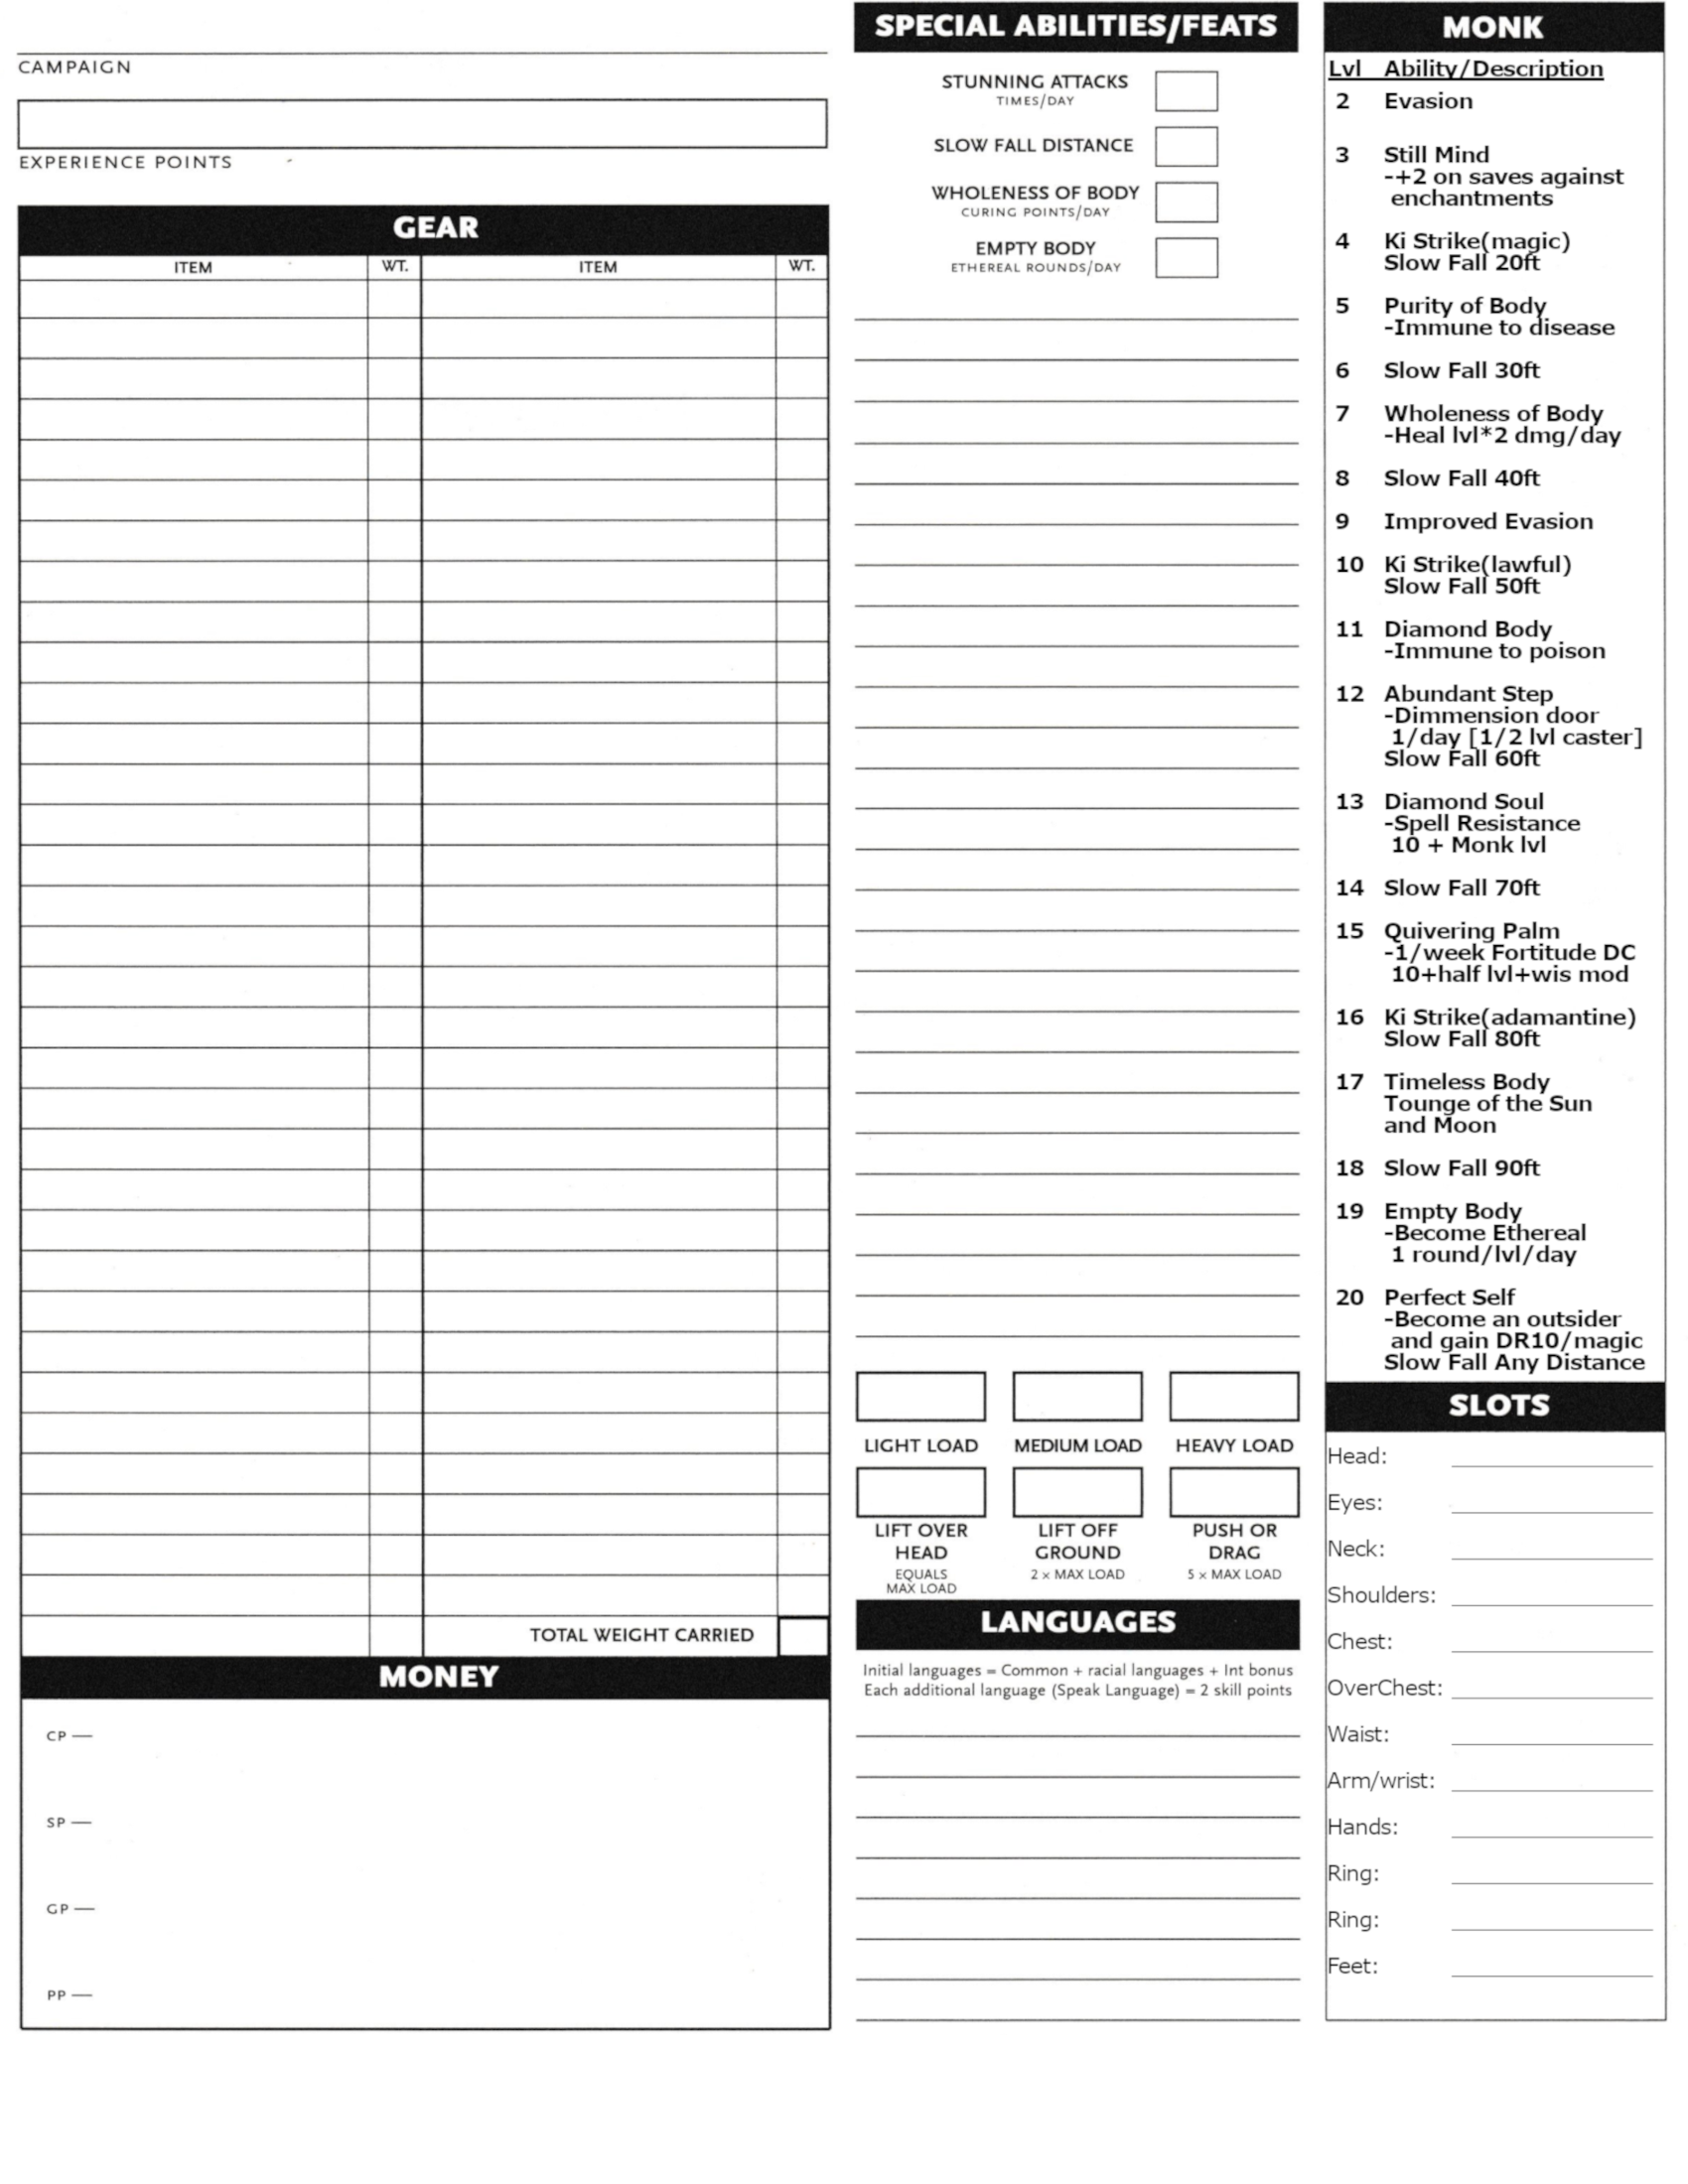 CAMPAIGN
EXPERIENCE POINTS
GEAR
ITEM WT. ITEM WT.
TOTAL WEIGHT CARRIED
MONEY
CP —
SP —
GP —
PP —
SPECIAL ABILITIES/FEATS
STUNNING ATTACKS
TIMES/DAY
SLOW FALL DISTANCE
WHOLENESS OF BODY
CURING POINTS/DAY
EMPTY BODY
ETHEREAL ROUNDS/DAY
LIGHT LOAD MEDIUM LOAD HEAVY LOAD
LIFT OVER LIFT OFF PUSH OR
HEAD GROUND DRAG
EQUALS 2 x MAX LOAD 5 x MAX LOAD
MAX LOAD
LANGUAGES
Initial languages = Common + racial languages + Int bonus
Each additional language (Speak Language) = 2 skill points
MONK
Lvl Ability/Description
2 Evasion
3 Still Mind
-+2 on saves against
enchantments
4 Ki Strike(magic)
Slow Fall 20ft
5 Purity of Body
-Immune to disease
6 Slow Fall 30ft
7 Wholeness of Body
-Heal lvl*2 dmg/day
8 Slow Fall 40ft
9 Improved Evasion
10 Ki Strike(lawful)
Slow Fall 50ft
11 Diamond Body
-Immune to poison
12 Abundant Step
-Dimmension door
1/day [1/2 lvl caster]
Slow Fall 60ft
13 Diamond Soul
-Spell Resistance
10 + Monk lvl
14 Slow Fall 70ft
15 Quivering Palm
-1/week Fortitude DC
10+half lvl+wis mod
16 Ki Strike(adamantine)
Slow Fall 80ft
17 Timeless Body
Tounge of the Sun
and Moon
18 Slow Fall 90ft
19 Empty Body
-Become Ethereal
1 round/lvl/day
20 Perfect Self
-Become an outsider
and gain DR10/magic
Slow Fall Any Distance
SLOTS
Head:
Eyes:
Neck:
Shoulders:
Chest:
OverChest:
Waist:
Arm/wrist:
Hands:
Ring:
Ring:
Feet: